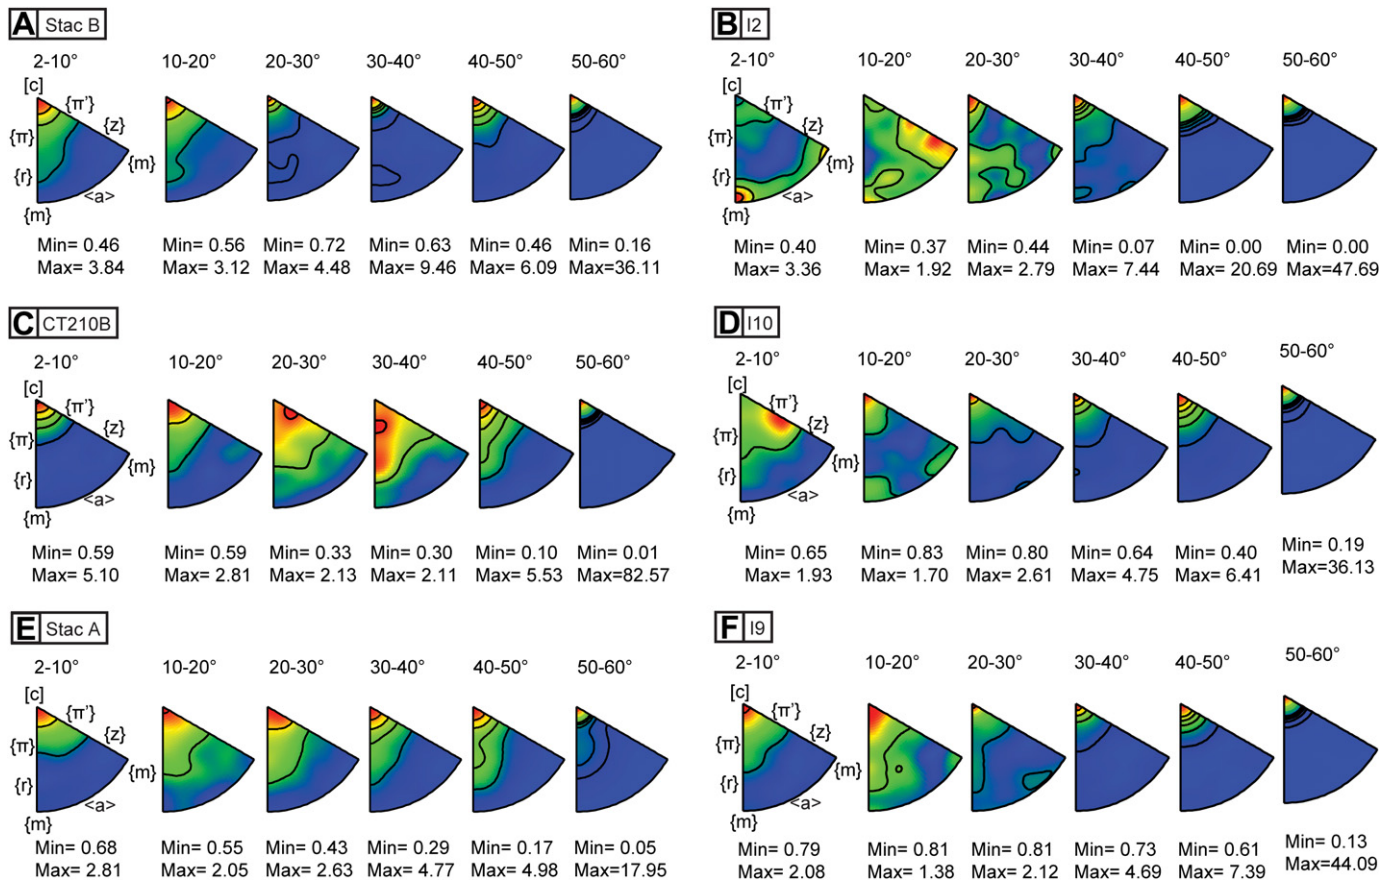 A Stac B
2-10° 10-20° 20-30° 30-40° 40-50° 50-60°
[c]
{π'}
{z}
{π}
{m}
{r}
<a>
{m}
Min= 0.46 Min= 0.56 Min= 0.72 Min= 0.63 Min= 0.46 Min= 0.16
Max= 3.84 Max= 3.12 Max= 4.48 Max= 9.46 Max= 6.09 Max=36.11
B I2
2-10° 10-20° 20-30° 30-40° 40-50° 50-60°
[c]
{π'}
{z}
{π}
{m}
{r}
<a>
{m}
Min= 0.40 Min= 0.37 Min= 0.44 Min= 0.07 Min= 0.00 Min= 0.00
Max= 3.36 Max= 1.92 Max= 2.79 Max= 7.44 Max= 20.69 Max=47.69
C CT210B
2-10° 10-20° 20-30° 30-40° 40-50° 50-60°
[c]
{π'}
{z}
{π}
{m}
{r}
<a>
{m}
Min= 0.59 Min= 0.59 Min= 0.33 Min= 0.30 Min= 0.10 Min= 0.01
Max= 5.10 Max= 2.81 Max= 2.13 Max= 2.11 Max= 5.53 Max=82.57
D I10
2-10° 10-20° 20-30° 30-40° 40-50° 50-60°
[c]
{π'}
{z}
{π}
{m}
{r}
<a>
{m}
Min= 0.65 Min= 0.83 Min= 0.80 Min= 0.64 Min= 0.40 Min= 0.19
Max= 1.93 Max= 1.70 Max= 2.61 Max= 4.75 Max= 6.41 Max=36.13
E Stac A
2-10° 10-20° 20-30° 30-40° 40-50° 50-60°
[c]
{π'}
{z}
{π}
{m}
{r}
<a>
{m}
Min= 0.68 Min= 0.55 Min= 0.43 Min= 0.29 Min= 0.17 Min= 0.05
Max= 2.81 Max= 2.05 Max= 2.63 Max= 4.77 Max= 4.98 Max=17.95
F I9
2-10° 10-20° 20-30° 30-40° 40-50° 50-60°
[c]
{π'}
{z}
{π}
{m}
{r}
<a>
{m}
Min= 0.79 Min= 0.81 Min= 0.81 Min= 0.73 Min= 0.61 Min= 0.13
Max= 2.08 Max= 1.38 Max= 2.12 Max= 4.69 Max= 7.39 Max=44.09